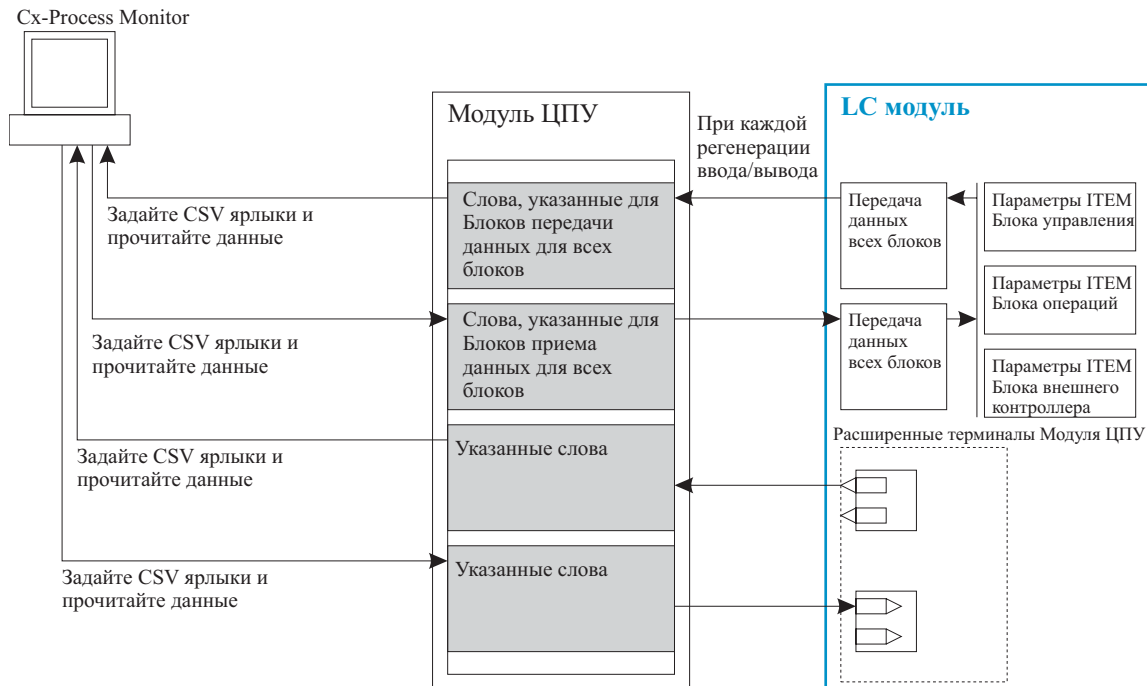 Cx-Process Monitor
Модуль ЦПУ
При каждой
регенерации
ввода/вывода
LC модуль
Задайте CSV ярлыки и
прочитайте данные
Слова, указанные для
Блоков передачи
данных для всех
блоков
Передача
данных
всех блоков
Параметры ITEM
Блока управления
Параметры ITEM
Блока операций
Задайте CSV ярлыки и
прочитайте данные
Слова, указанные для
Блоков приема
данных для всех
блоков
Передача
данных
всех блоков
Параметры ITEM
Блока внешнего
контроллера
Расширенные терминалы Модуля ЦПУ
Задайте CSV ярлыки и
прочитайте данные
Указанные слова
Задайте CSV ярлыки и
прочитайте данные
Указанные слова